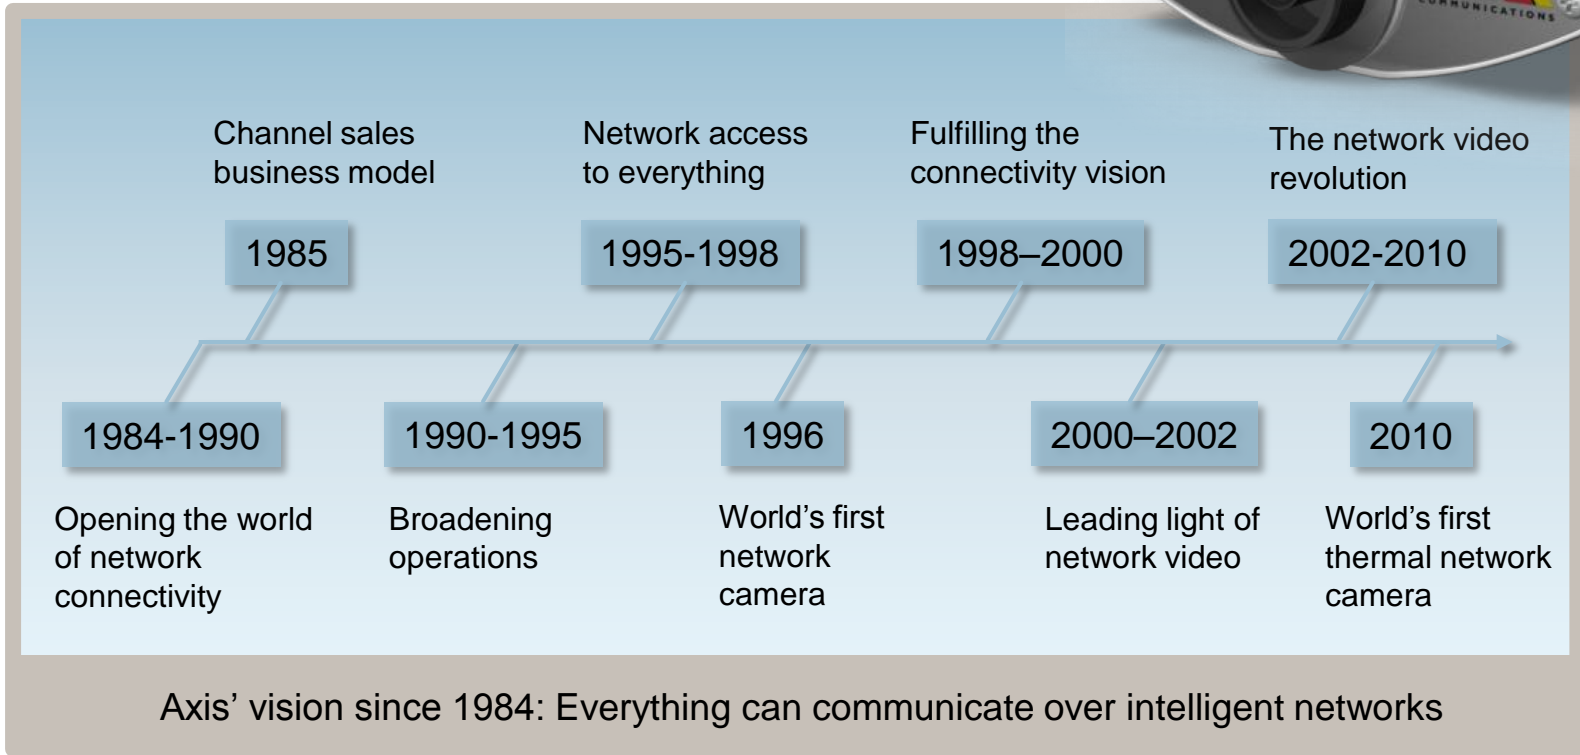 COMMUNICATIONS
Channel sales
business model
Network access
to everything
Fulfilling the
connectivity vision
The network video
revolution
1985
1995-1998
1998–2000
2002-2010
1984-1990
1990-1995
1996
2000–2002
2010
Opening the world
of network
connectivity
Broadening
operations
World’s first
network
camera
Leading light of
network video
World’s first
thermal network
camera
Axis’ vision since 1984: Everything can communicate over intelligent networks